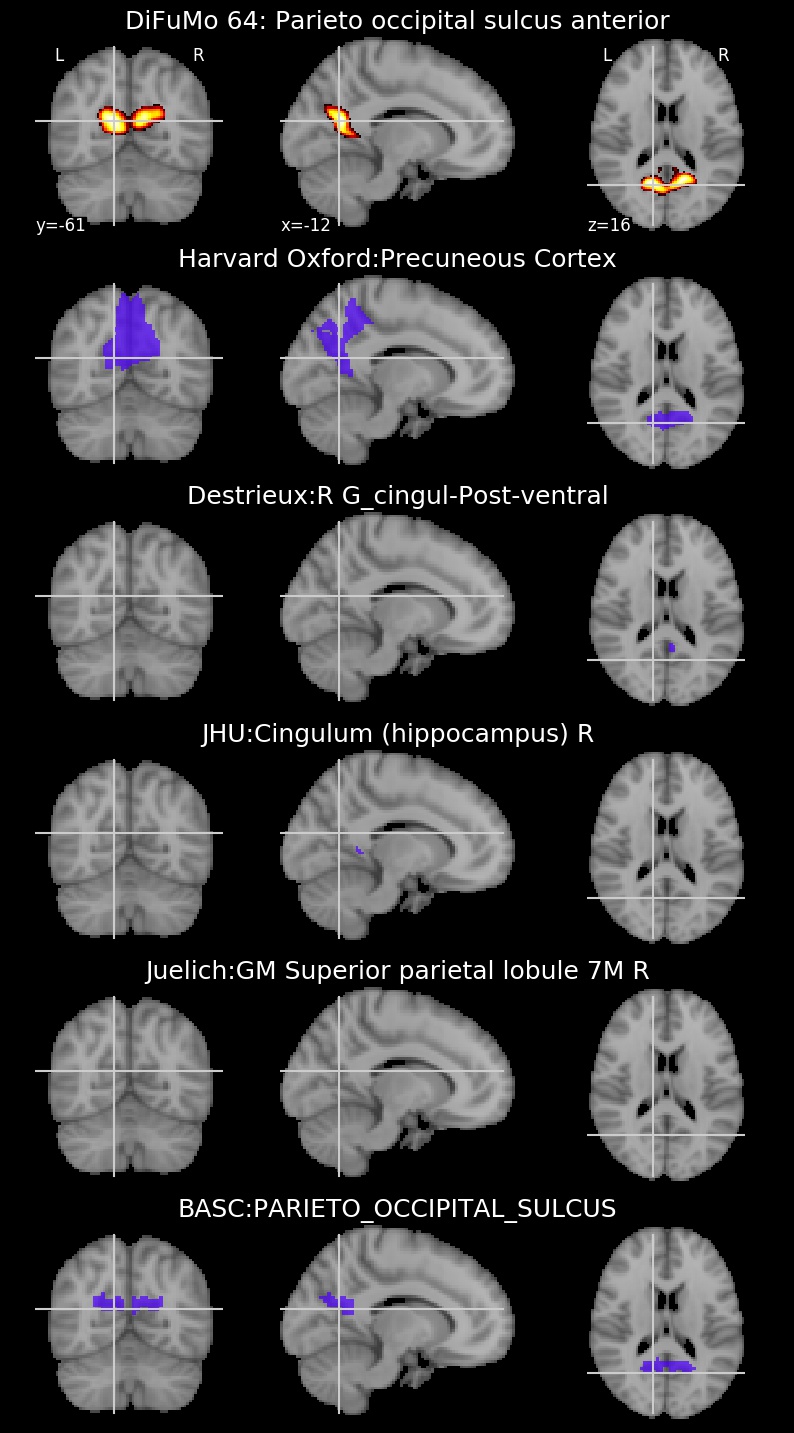 DiFuMo 64: Parieto occipital sulcus anterior
L R L R
y=-61 x=-12 z=16
Harvard Oxford:Precuneous Cortex
Destrieux:R G_cingul-Post-ventral
JHU:Cingulum (hippocampus) R
Juelich:GM Superior parietal lobule 7M R
BASC:PARIETO_OCCIPITAL_SULCUS